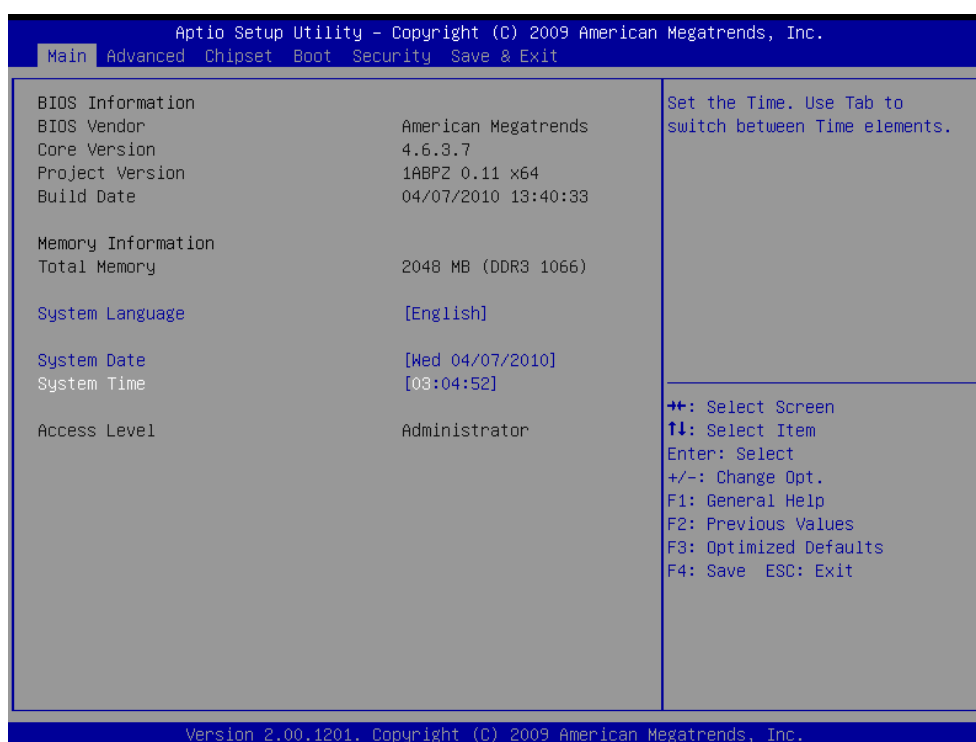 Aptio Setup Utility – Copyright (C) 2009 American Megatrends, Inc.
Main Advanced Chipset Boot Security Save & Exit
BIOS Information
BIOS Vendor American Megatrends
Core Version 4.6.3.7
Project Version 1ABPZ 0.11 x64
Build Date 04/07/2010 13:40:33
Memory Information
Total Memory 2048 MB (DDR3 1066)
System Language [English]
System Date [Wed 04/07/2010]
System Time [03:04:52]
Access Level Administrator
Set the Time. Use Tab to
switch between Time elements.
→←: Select Screen
↑↓: Select Item
Enter: Select
+/-: Change Opt.
F1: General Help
F2: Previous Values
F3: Optimized Defaults
F4: Save ESC: Exit
Version 2.00.1201. Copyright (C) 2009 American Megatrends, Inc.